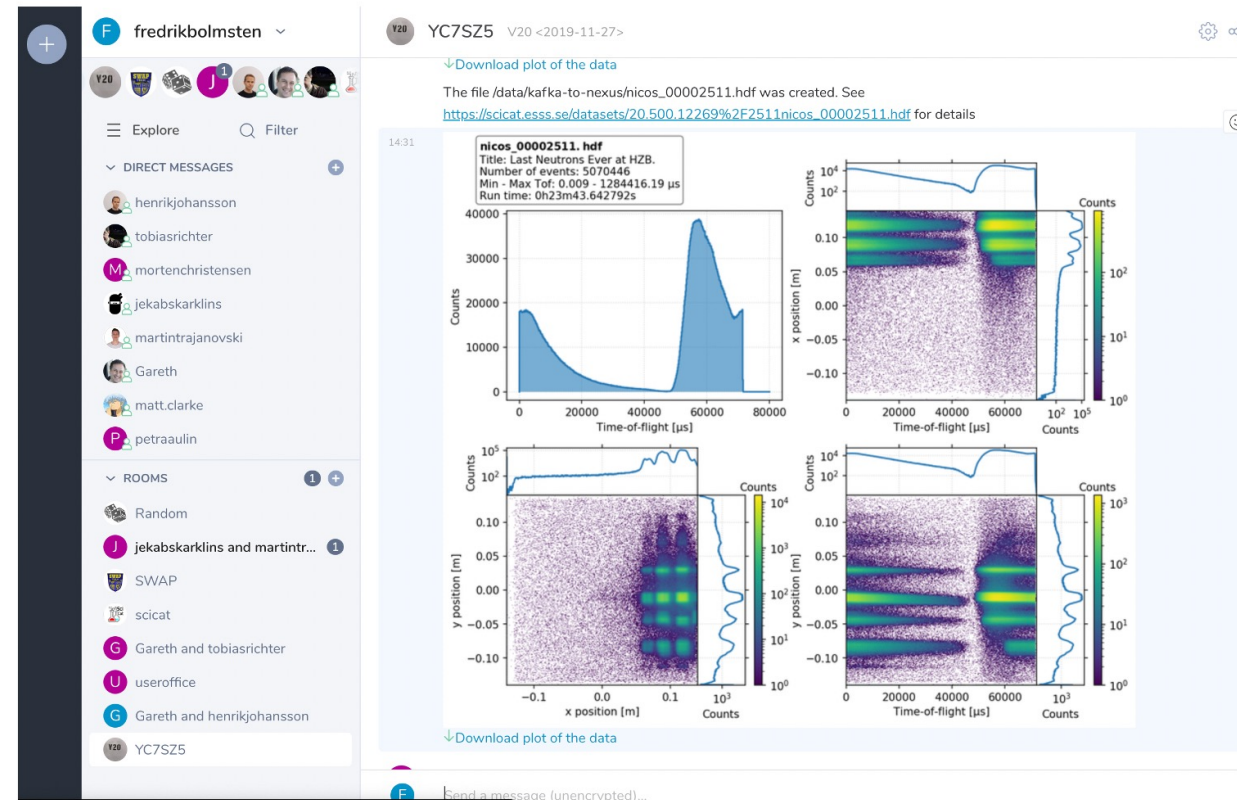 F fredrikbolmsten
Y20
J
1
Explore
Filter
DIRECT MESSAGES
henrikjohansson
tobiasrichter
M mortenchristensen
jekabskarklins
martintrajanovski
Gareth
matt.clarke
P petraaulin
ROOMS 1
Random
J jekabskarklins and martintr... 1
SWAP
scicat
G Gareth and tobiasrichter
U useroffice
G Gareth and henrikjohansson
Y20 YC7SZ5
Y20 YC7SZ5 V20 <2019-11-27>
Download plot of the data
The file /data/kafka-to-nexus/nicos_00002511.hdf was created. See
https://scicat.esss.se/datasets/20.500.12269%2F2511nicos_00002511.hdf for details
14:31
nicos_00002511. hdf
Title: Last Neutrons Ever at HZB.
Number of events: 5070446
Min - Max Tof: 0.009 - 1284416.19 µs
Run time: 0h23m43.642792s
Counts
40000
30000
20000
10000
0
0 20000 40000 60000 80000
Time-of-flight [µs]
Counts
10⁴
10²
x position [m]
0.10
0.05
0.00
−0.05
−0.10
0 20000 40000 60000
Time-of-flight [µs]
10² 10⁵
Counts
Counts
10²
10¹
10⁰
Counts
10⁵
10²
y position [m]
0.10
0.05
0.00
−0.05
−0.10
−0.1 0.0 0.1
x position [m]
10³
Counts
Counts
10⁴
10³
10²
10¹
10⁰
Counts
10⁴
10²
y position [m]
0.10
0.05
0.00
−0.05
−0.10
0 20000 40000 60000
Time-of-flight [µs]
10³
Counts
Counts
10³
10²
10¹
10⁰
Download plot of the data
F Send a message (unencrypted)...